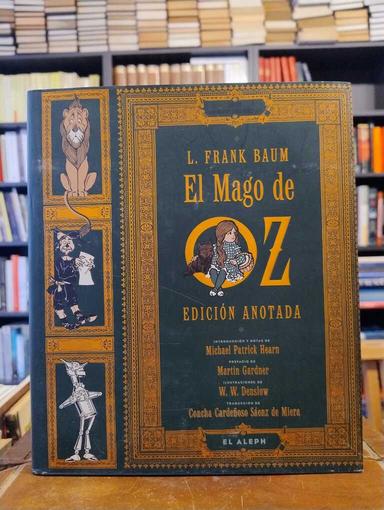 L. FRANK BAUM
El Mago de
OZ
EDICIÓN ANOTADA
INTRODUCCIÓN Y NOTAS DE
Michael Patrick Hearn
PREFACIO DE
Martin Gardner
ILUSTRACIONES DE
W. W. Denslow
TRADUCCIÓN DE
Concha Cardeñoso Sáenz de Miera
EL ALEPH